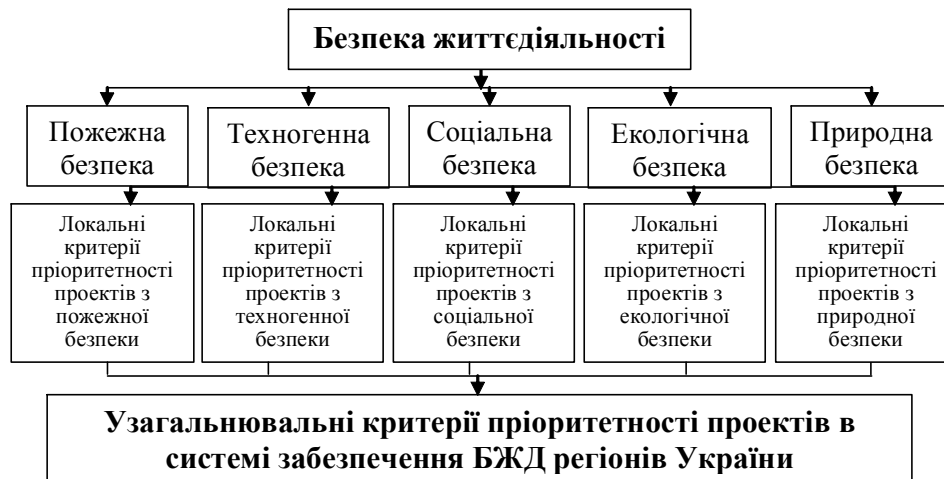 Безпека життєдіяльності
Пожежна
безпека
Техногенна
безпека
Соціальна
безпека
Екологічна
безпека
Природна
безпека
Локальні
критерії
пріоритетності
проектів з
пожежної
безпеки
Локальні
критерії
пріоритетності
проектів з
техногенної
безпеки
Локальні
критерії
пріоритетності
проектів з
соціальної
безпеки
Локальні
критерії
пріоритетності
проектів з
екологічної
безпеки
Локальні
критерії
пріоритетності
проектів з
природної
безпеки
Узагальнювальні критерії пріоритетності проектів в
системі забезпечення БЖД регіонів України